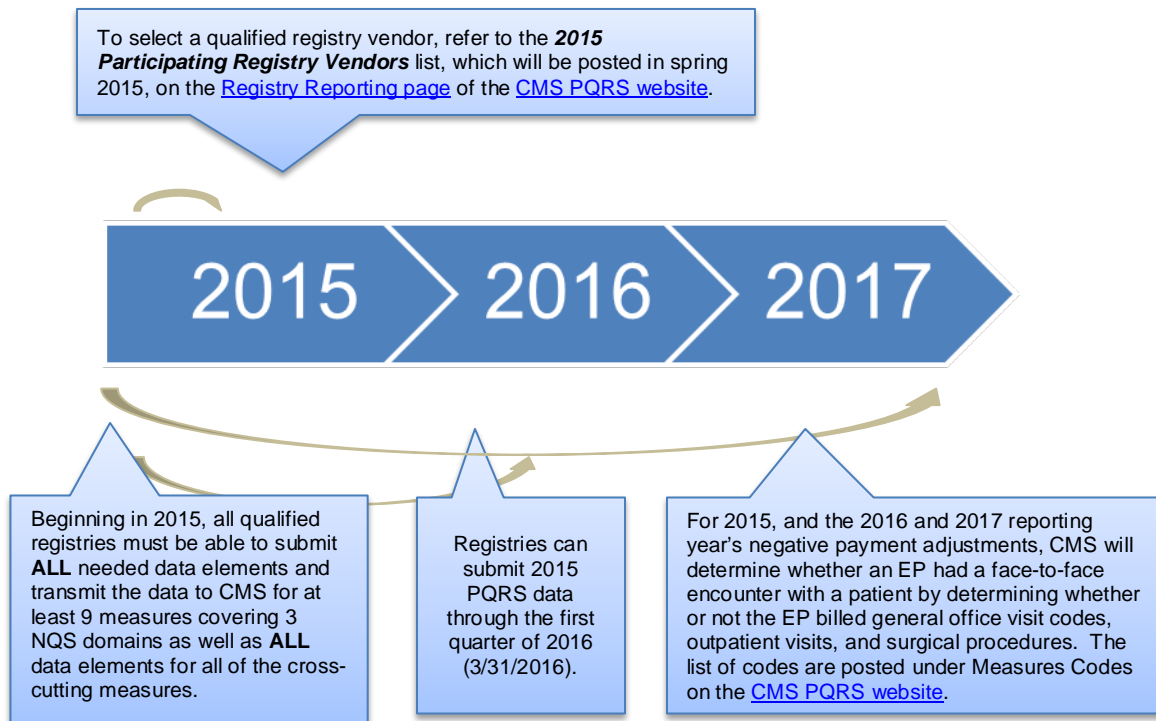 To select a qualified registry vendor, refer to the 2015
Participating Registry Vendors list, which will be posted in spring
2015, on the Registry Reporting page of the CMS PQRS website.
2015
2016
2017
Beginning in 2015, all qualified
registries must be able to submit
ALL needed data elements and
transmit the data to CMS for at
least 9 measures covering 3
NQS domains as well as ALL
data elements for all of the cross-
cutting measures.
Registries can
submit 2015
PQRS data
through the first
quarter of 2016
(3/31/2016).
For 2015, and the 2016 and 2017 reporting
year's negative payment adjustments, CMS will
determine whether an EP had a face-to-face
encounter with a patient by determining whether
or not the EP billed general office visit codes,
outpatient visits, and surgical procedures.  The
list of codes are posted under Measures Codes
on the CMS PQRS website.